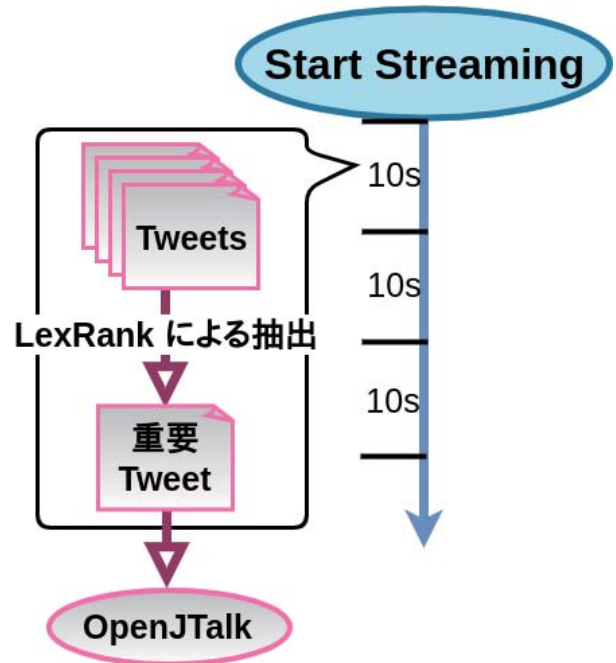 Start Streaming
10s
10s
10s
Tweets
LexRank による抽出
重要
Tweet
OpenJTalk